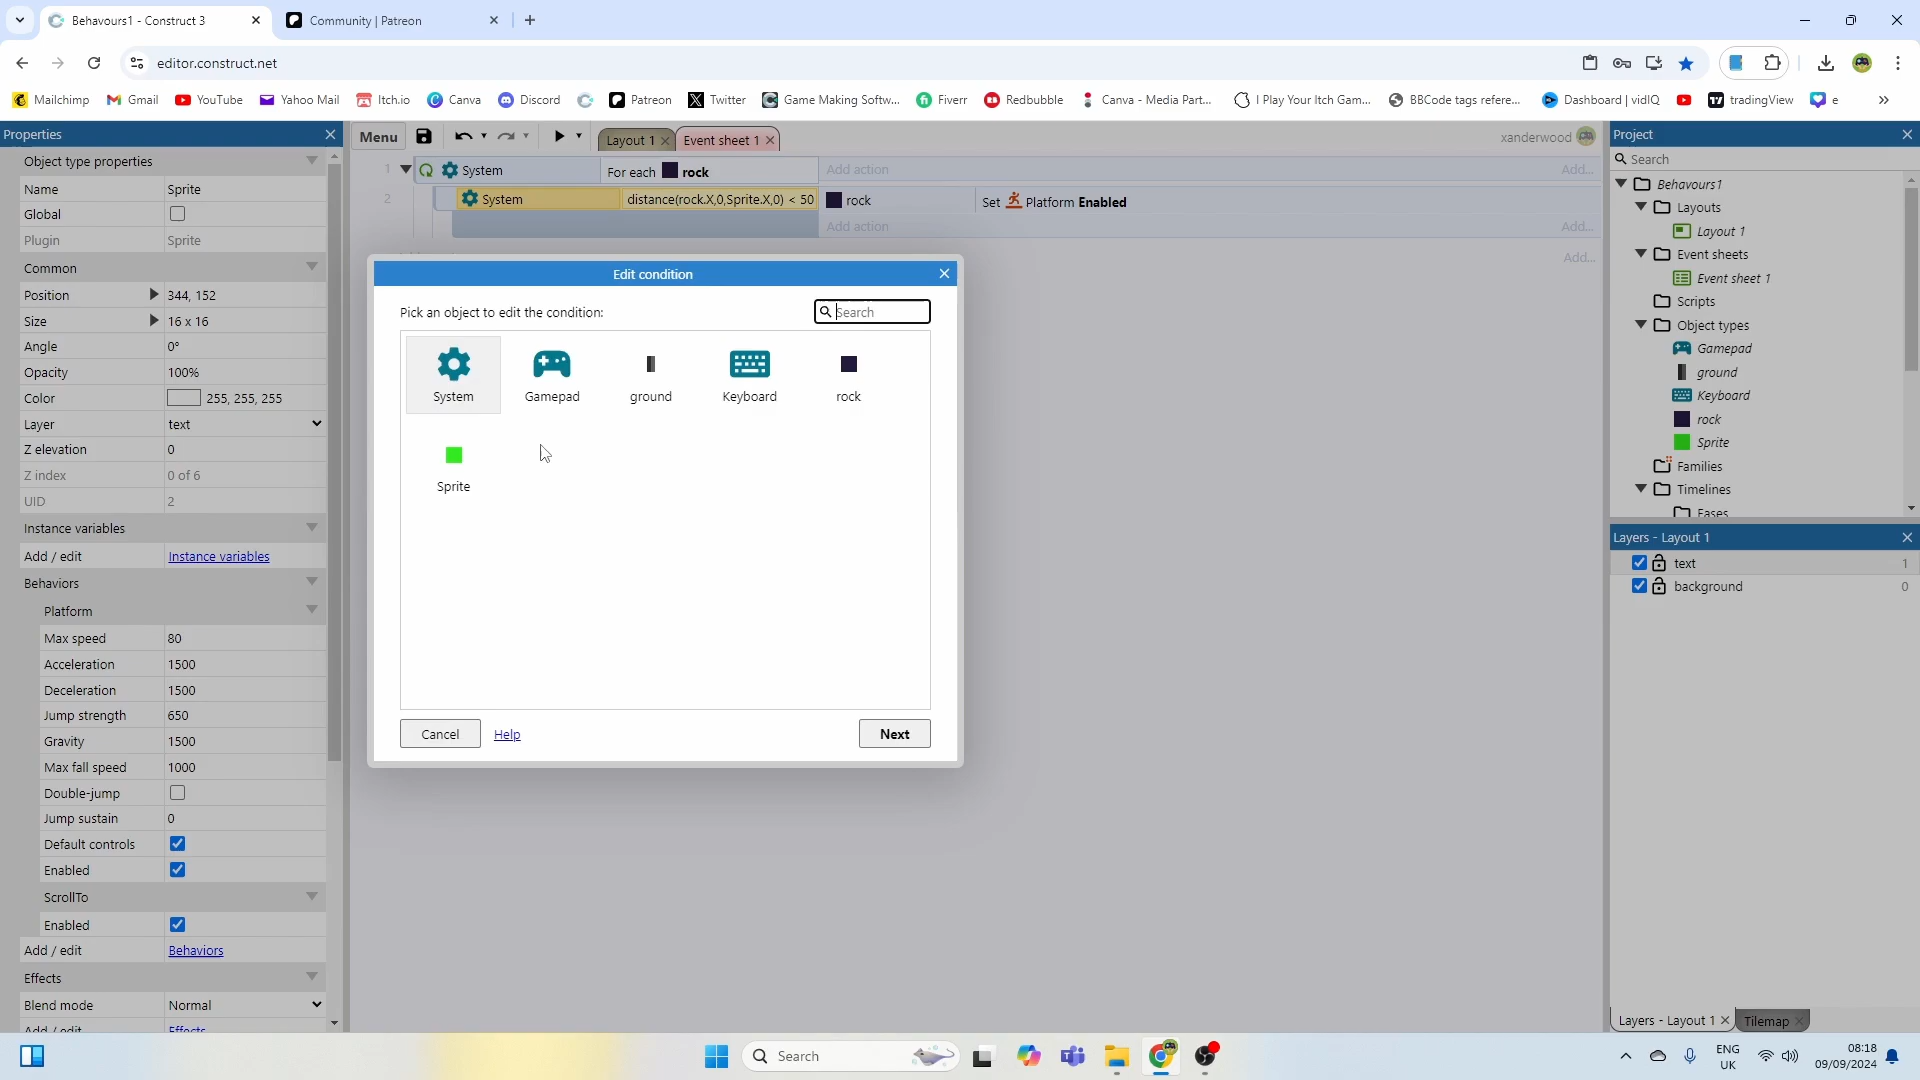 Behavours1 - Construct 3
Community | Patreon
editor.construct.net
Mailchimp
Gmail
YouTube
Yahoo Mail
Itch.io
Canva
Discord
Patreon
Twitter
Game Making Softw...
Fiverr
Redbubble
Canva - Media Part...
I Play Your Itch Gam...
BBCode tags refere...
Dashboard | vidIQ
tradingView
e
Properties
Object type properties
Name Sprite
Global
Plugin Sprite
Common
Position 344, 152
Size 16 x 16
Angle 0°
Opacity 100%
Color 255, 255, 255
Layer text
Z elevation 0
Z index 0 of 6
UID 2
Instance variables
Add / edit Instance variables
Behaviors
Platform
Max speed 80
Acceleration 1500
Deceleration 1500
Jump strength 650
Gravity 1500
Max fall speed 1000
Double-jump
Jump sustain 0
Default controls
Enabled
ScrollTo
Enabled
Add / edit Behaviors
Effects
Blend mode Normal
Add / edit Effects
Menu
Layout 1
Event sheet 1
xanderwood
1 System For each rock Add action Add...
2 System distance(rock.X,0,Sprite.X,0) < 50 rock Set Platform Enabled
Add action Add...
Add...
Edit condition
Pick an object to edit the condition:
Search
System
Gamepad
ground
Keyboard
rock
Sprite
Cancel
Help
Next
Project
Search
Behavours1
Layouts
Layout 1
Event sheets
Event sheet 1
Scripts
Object types
Gamepad
ground
Keyboard
rock
Sprite
Families
Timelines
Eases
Layers - Layout 1
text 1
background 0
Layers - Layout 1
Tilemap
Search
ENG
UK
08:18
09/09/2024